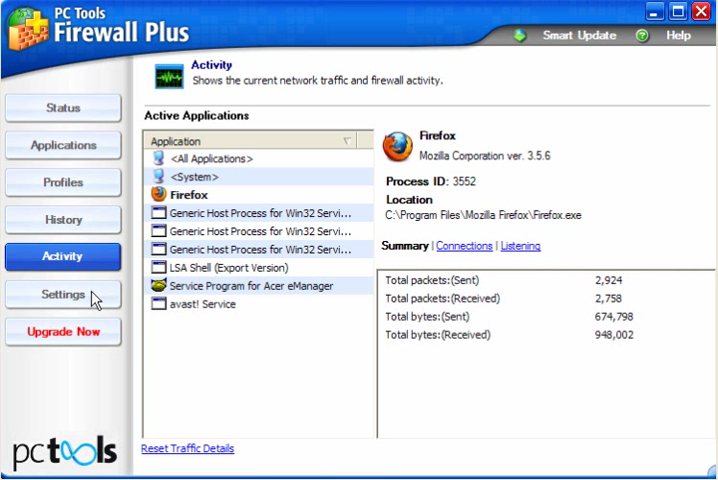 PC Tools
Firewall Plus
Smart Update
Help
Activity
Shows the current network traffic and firewall activity.
Status
Applications
Profiles
History
Activity
Settings
Upgrade Now
pctools
Active Applications
Application
<All Applications>
<System>
Firefox
Generic Host Process for Win32 Servi...
Generic Host Process for Win32 Servi...
Generic Host Process for Win32 Servi...
LSA Shell (Export Version)
Service Program for Acer eManager
avast! Service
Reset Traffic Details
Firefox
Mozilla Corporation ver. 3.5.6
Process ID: 3552
Location
C:\Program Files\Mozilla Firefox\Firefox.exe
Summary | Connections | Listening
Total packets:(Sent) 2,924
Total packets:(Received) 2,758
Total bytes:(Sent) 674,798
Total bytes:(Received) 948,002